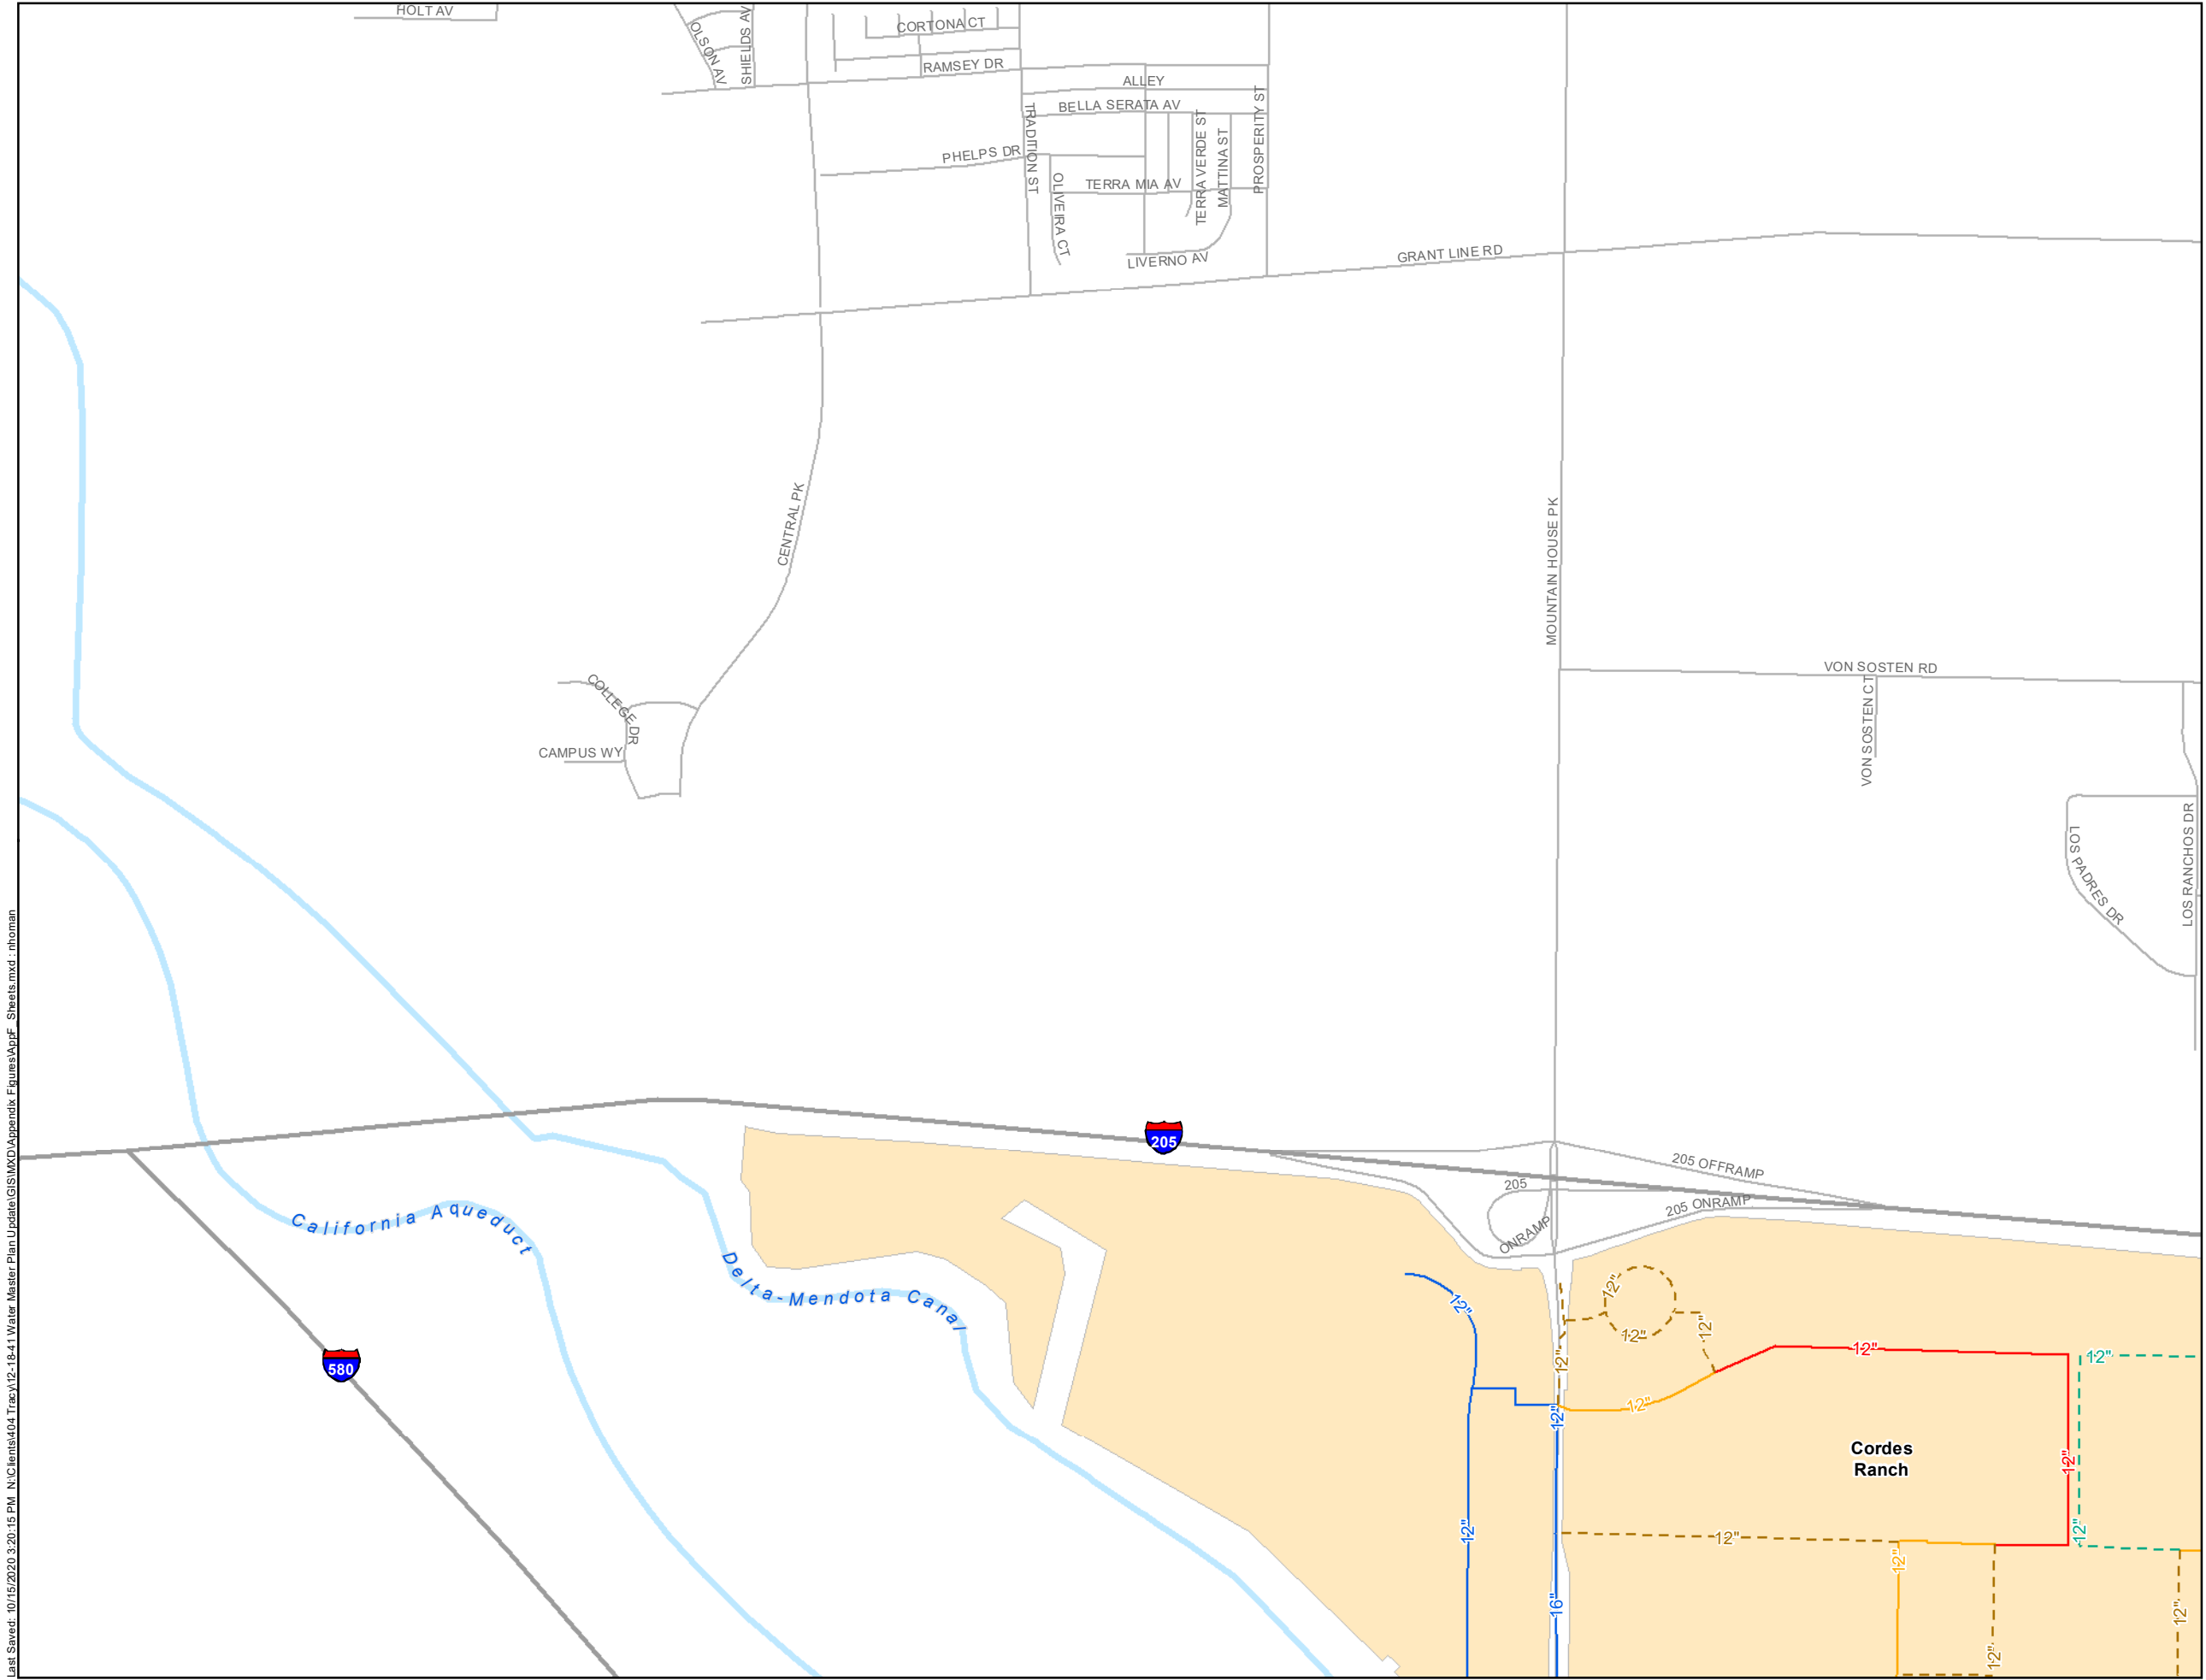 HOLT AV
OLSON AV
SHIELDS AV
CORTONA CT
RAMSEY DR
ALLEY
BELLA SERATA AV
TRADITION ST
PHELPS DR
OLIVEIRA CT
TERRA MIA AV
TERRA VERDE ST
MATTINA ST
PROSPERITY ST
LIVERNO AV
GRANT LINE RD
CENTRAL PK
MOUNTAIN HOUSE PK
VON SOSTEN RD
VON SOSTEN CT
COLLEGE DR
CAMPUS WY
LOS PADRES DR
LOS RANCHOS DR
205
205 OFFRAMP
205
205 ONRAMP
ONRAMP
California Aqueduct
Delta-Mendota Canal
580
12"
12"
12"
12"
12"
12"
12"
12"
12"
12"
Cordes
Ranch
12"
12"
12"
12"
12"
16"
12"
12"
Last Saved: 10/15/2020 3:20:15 PM N:\Clients\404 Tracy\12-18-41 Water Master Plan Update\GIS\MXD\Appendix Figures\AppF_Sheets.mxd : nhoman